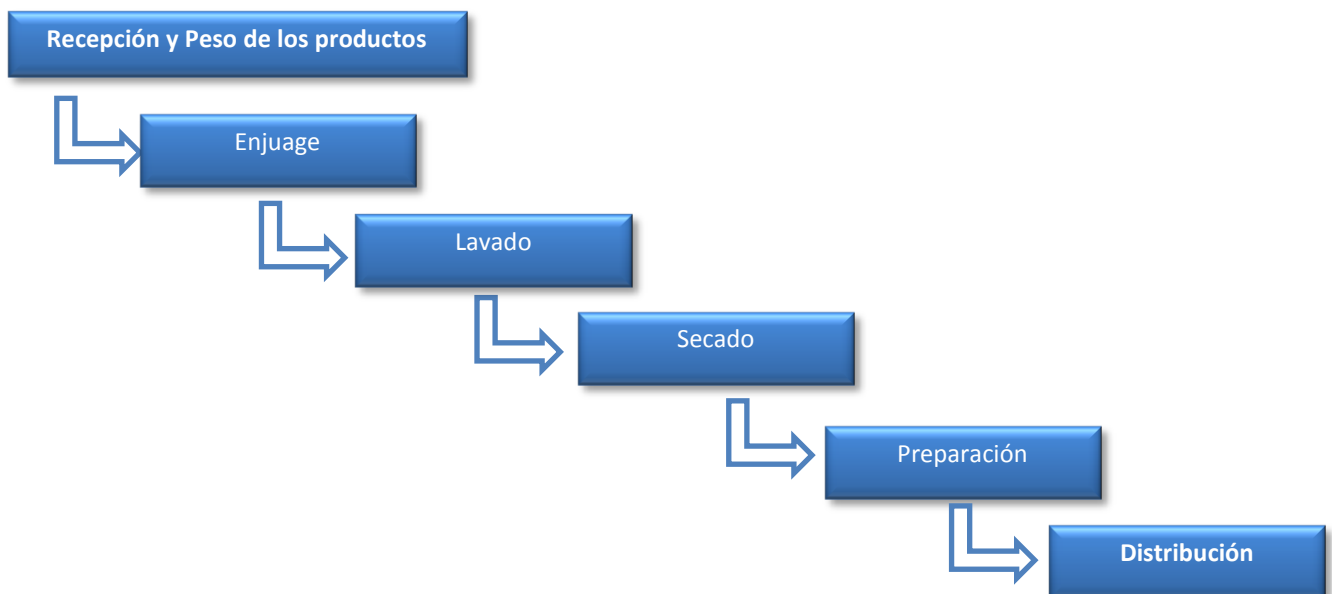 Recepción y Peso de los productos
Enjuage
Lavado
Secado
Preparación
Distribución